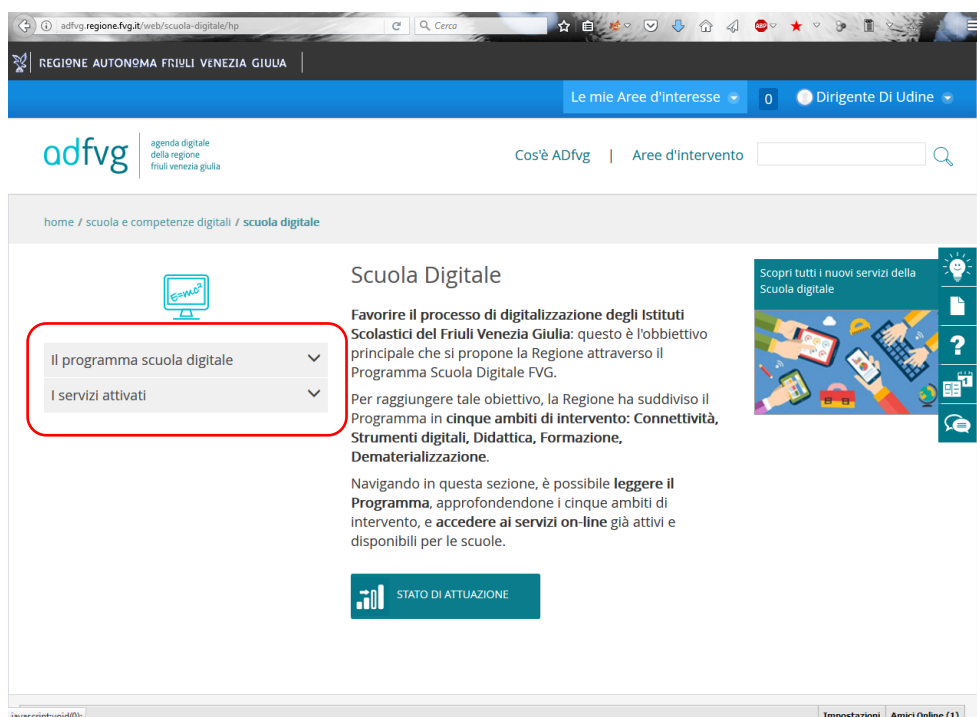 adfvg.regione.fvg.it/web/scuola-digitale/hp
Cerca
ABP
REGIONE AUTONOMA FRIULI VENEZIA GIULIA
Le mie Aree d'interesse
0
Dirigente Di Udine
adfvg
agenda digitale
della regione
friuli venezia giulia
Cos'è ADfvg | Aree d'intervento
home / scuola e competenze digitali / scuola digitale
E=mc2
Il programma scuola digitale
I servizi attivati
Scuola Digitale
Favorire il processo di digitalizzazione degli Istituti
Scolastici del Friuli Venezia Giulia: questo è l'obbiettivo
principale che si propone la Regione attraverso il
Programma Scuola Digitale FVG.
Per raggiungere tale obiettivo, la Regione ha suddiviso il
Programma in cinque ambiti di intervento: Connettività,
Strumenti digitali, Didattica, Formazione,
Dematerializzazione.
Navigando in questa sezione, è possibile leggere il
Programma, approfondendone i cinque ambiti di
intervento, e accedere ai servizi on-line già attivi e
disponibili per le scuole.
STATO DI ATTUAZIONE
Scopri tutti i nuovi servizi della
Scuola digitale
?
1
javascript:void(0);
Impostazioni
Amici Online (1)